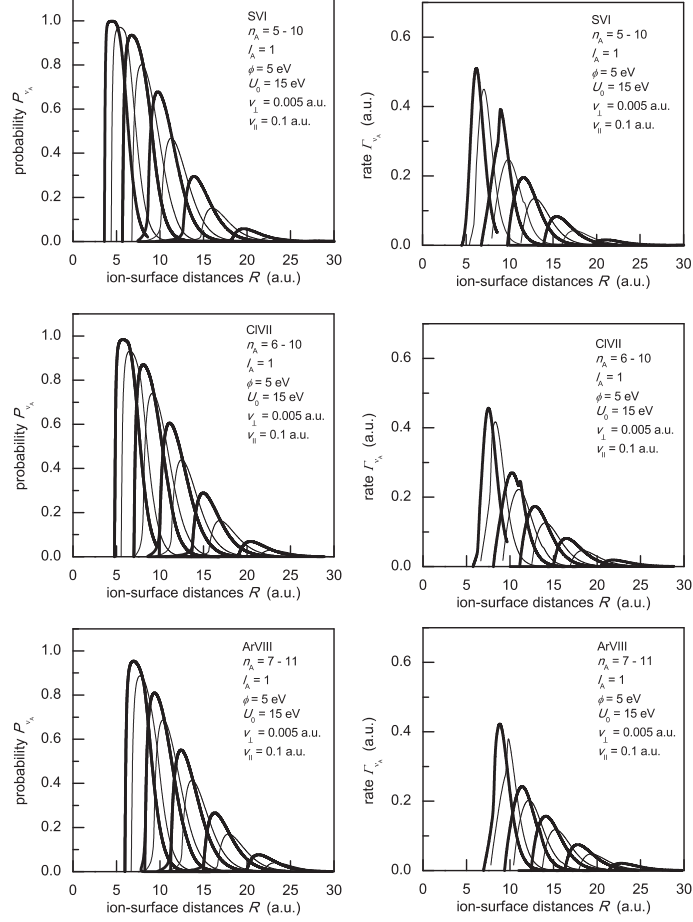 SVI
n_A = 5 - 10
l_A = 1
ϕ = 5 eV
U_0 = 15 eV
v_⊥ = 0.005 a.u.
v_∥ = 0.1 a.u.
probability P_νA
1.0
0.8
0.6
0.4
0.2
0.0
0 5 10 15 20 25 30
ion-surface distances R (a.u.)
SVI
n_A = 5 - 10
l_A = 1
ϕ = 5 eV
U_0 = 15 eV
v_⊥ = 0.005 a.u.
v_∥ = 0.1 a.u.
rate Γ_νA (a.u.)
0.6
0.4
0.2
0.0
0 5 10 15 20 25 30
ion-surface distances R (a.u.)
ClVII
n_A = 6 - 10
l_A = 1
ϕ = 5 eV
U_0 = 15 eV
v_⊥ = 0.005 a.u.
v_∥ = 0.1 a.u.
probability P_νA
1.0
0.8
0.6
0.4
0.2
0.0
0 5 10 15 20 25 30
ion-surface distances R (a.u.)
ClVII
n_A = 6 - 10
l_A = 1
ϕ = 5 eV
U_0 = 15 eV
v_⊥ = 0.005 a.u.
v_∥ = 0.1 a.u.
rate Γ_νA (a.u.)
0.6
0.4
0.2
0.0
0 5 10 15 20 25 30
ion-surface distances R (a.u.)
ArVIII
n_A = 7 - 11
l_A = 1
ϕ = 5 eV
U_0 = 15 eV
v_⊥ = 0.005 a.u.
v_∥ = 0.1 a.u.
probability P_νA
1.0
0.8
0.6
0.4
0.2
0.0
0 5 10 15 20 25 30
ion-surface distances R (a.u.)
ArVIII
n_A = 7 - 11
l_A = 1
ϕ = 5 eV
U_0 = 15 eV
v_⊥ = 0.005 a.u.
v_∥ = 0.1 a.u.
rate Γ_νA (a.u.)
0.6
0.4
0.2
0.0
0 5 10 15 20 25 30
ion-surface distances R (a.u.)